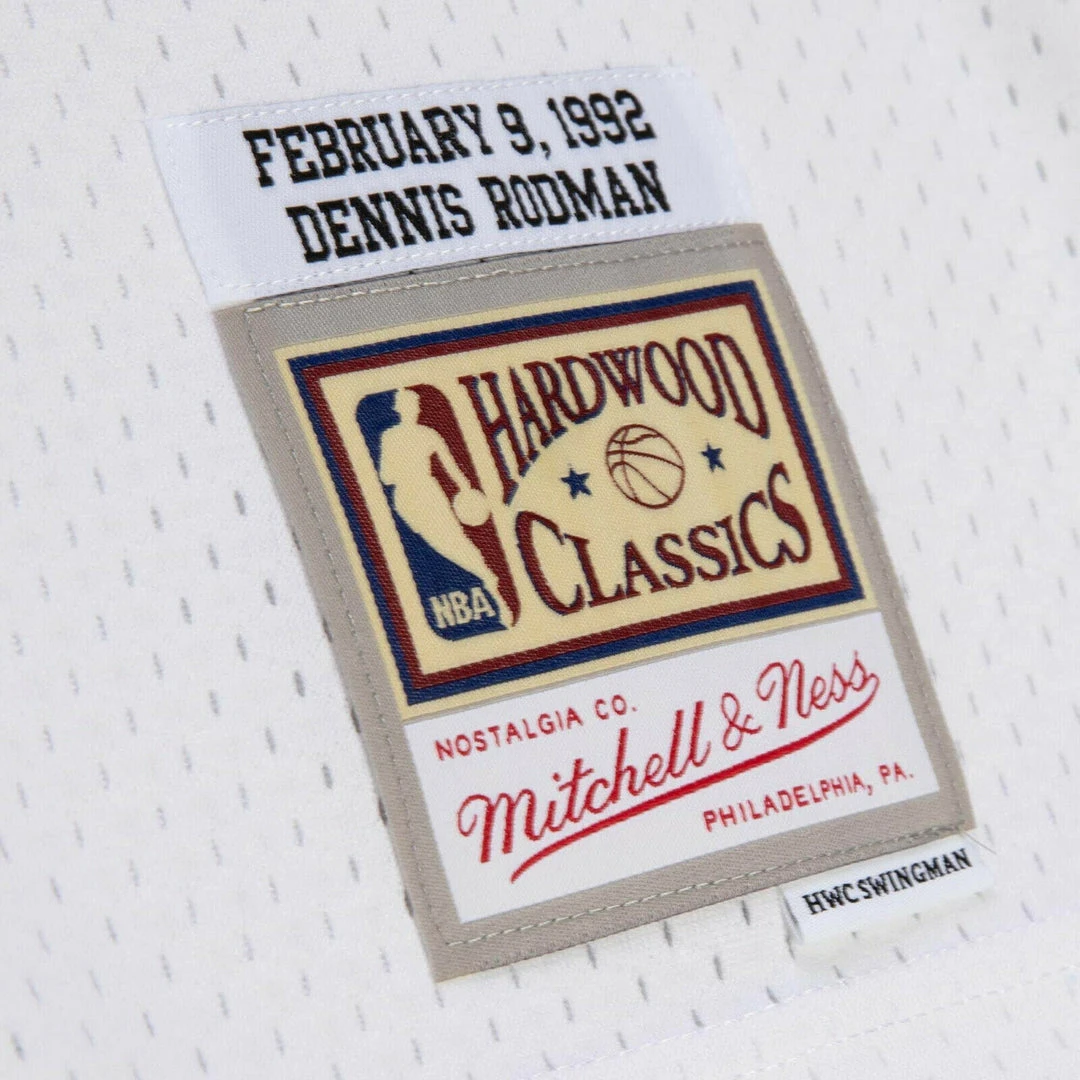 FEBRUARY 9, 1992
DENNIS RODMAN
HARDWOOD
CLASSICS
NBA
NOSTALGIA CO.
Mitchell & Ness
PHILADELPHIA, PA.
HWC SWINGMAN